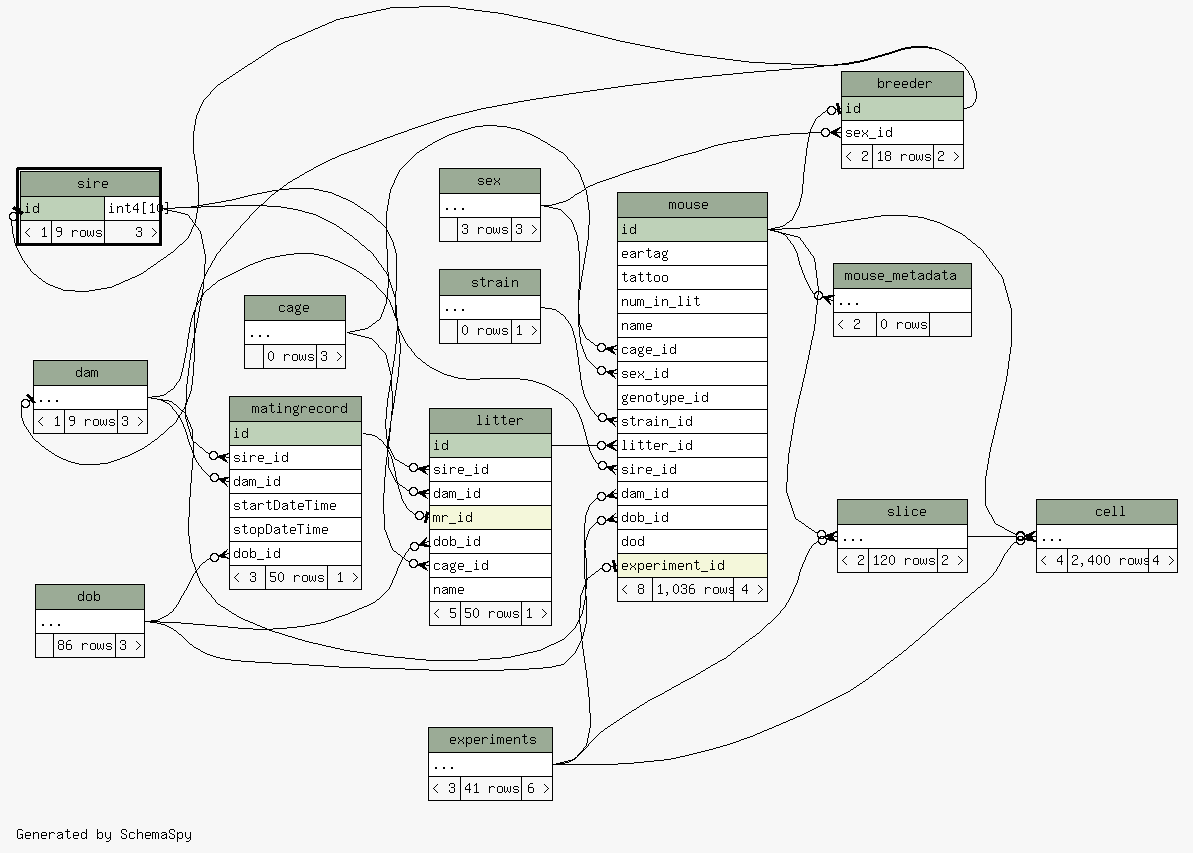 breeder
id
sex_id
< 2 18 rows 2 >
sire
id int4[10]
< 1 9 rows 3 >
sex
...
3 rows 3 >
mouse
id
eartag
tattoo
num_in_lit
name
cage_id
sex_id
genotype_id
strain_id
litter_id
sire_id
dam_id
dob_id
dod
experiment_id
< 8 1,036 rows 4 >
mouse_metadata
...
< 2 0 rows
strain
...
0 rows 1 >
cage
...
0 rows 3 >
dam
...
< 1 9 rows 3 >
matingrecord
id
sire_id
dam_id
startDateTime
stopDateTime
dob_id
< 3 50 rows 1 >
litter
id
sire_id
dam_id
mr_id
dob_id
cage_id
name
< 5 50 rows 1 >
slice
...
< 2 120 rows 2 >
cell
...
< 4 2,400 rows 4 >
dob
...
86 rows 3 >
experiments
...
< 3 41 rows 6 >
Generated by SchemaSpy